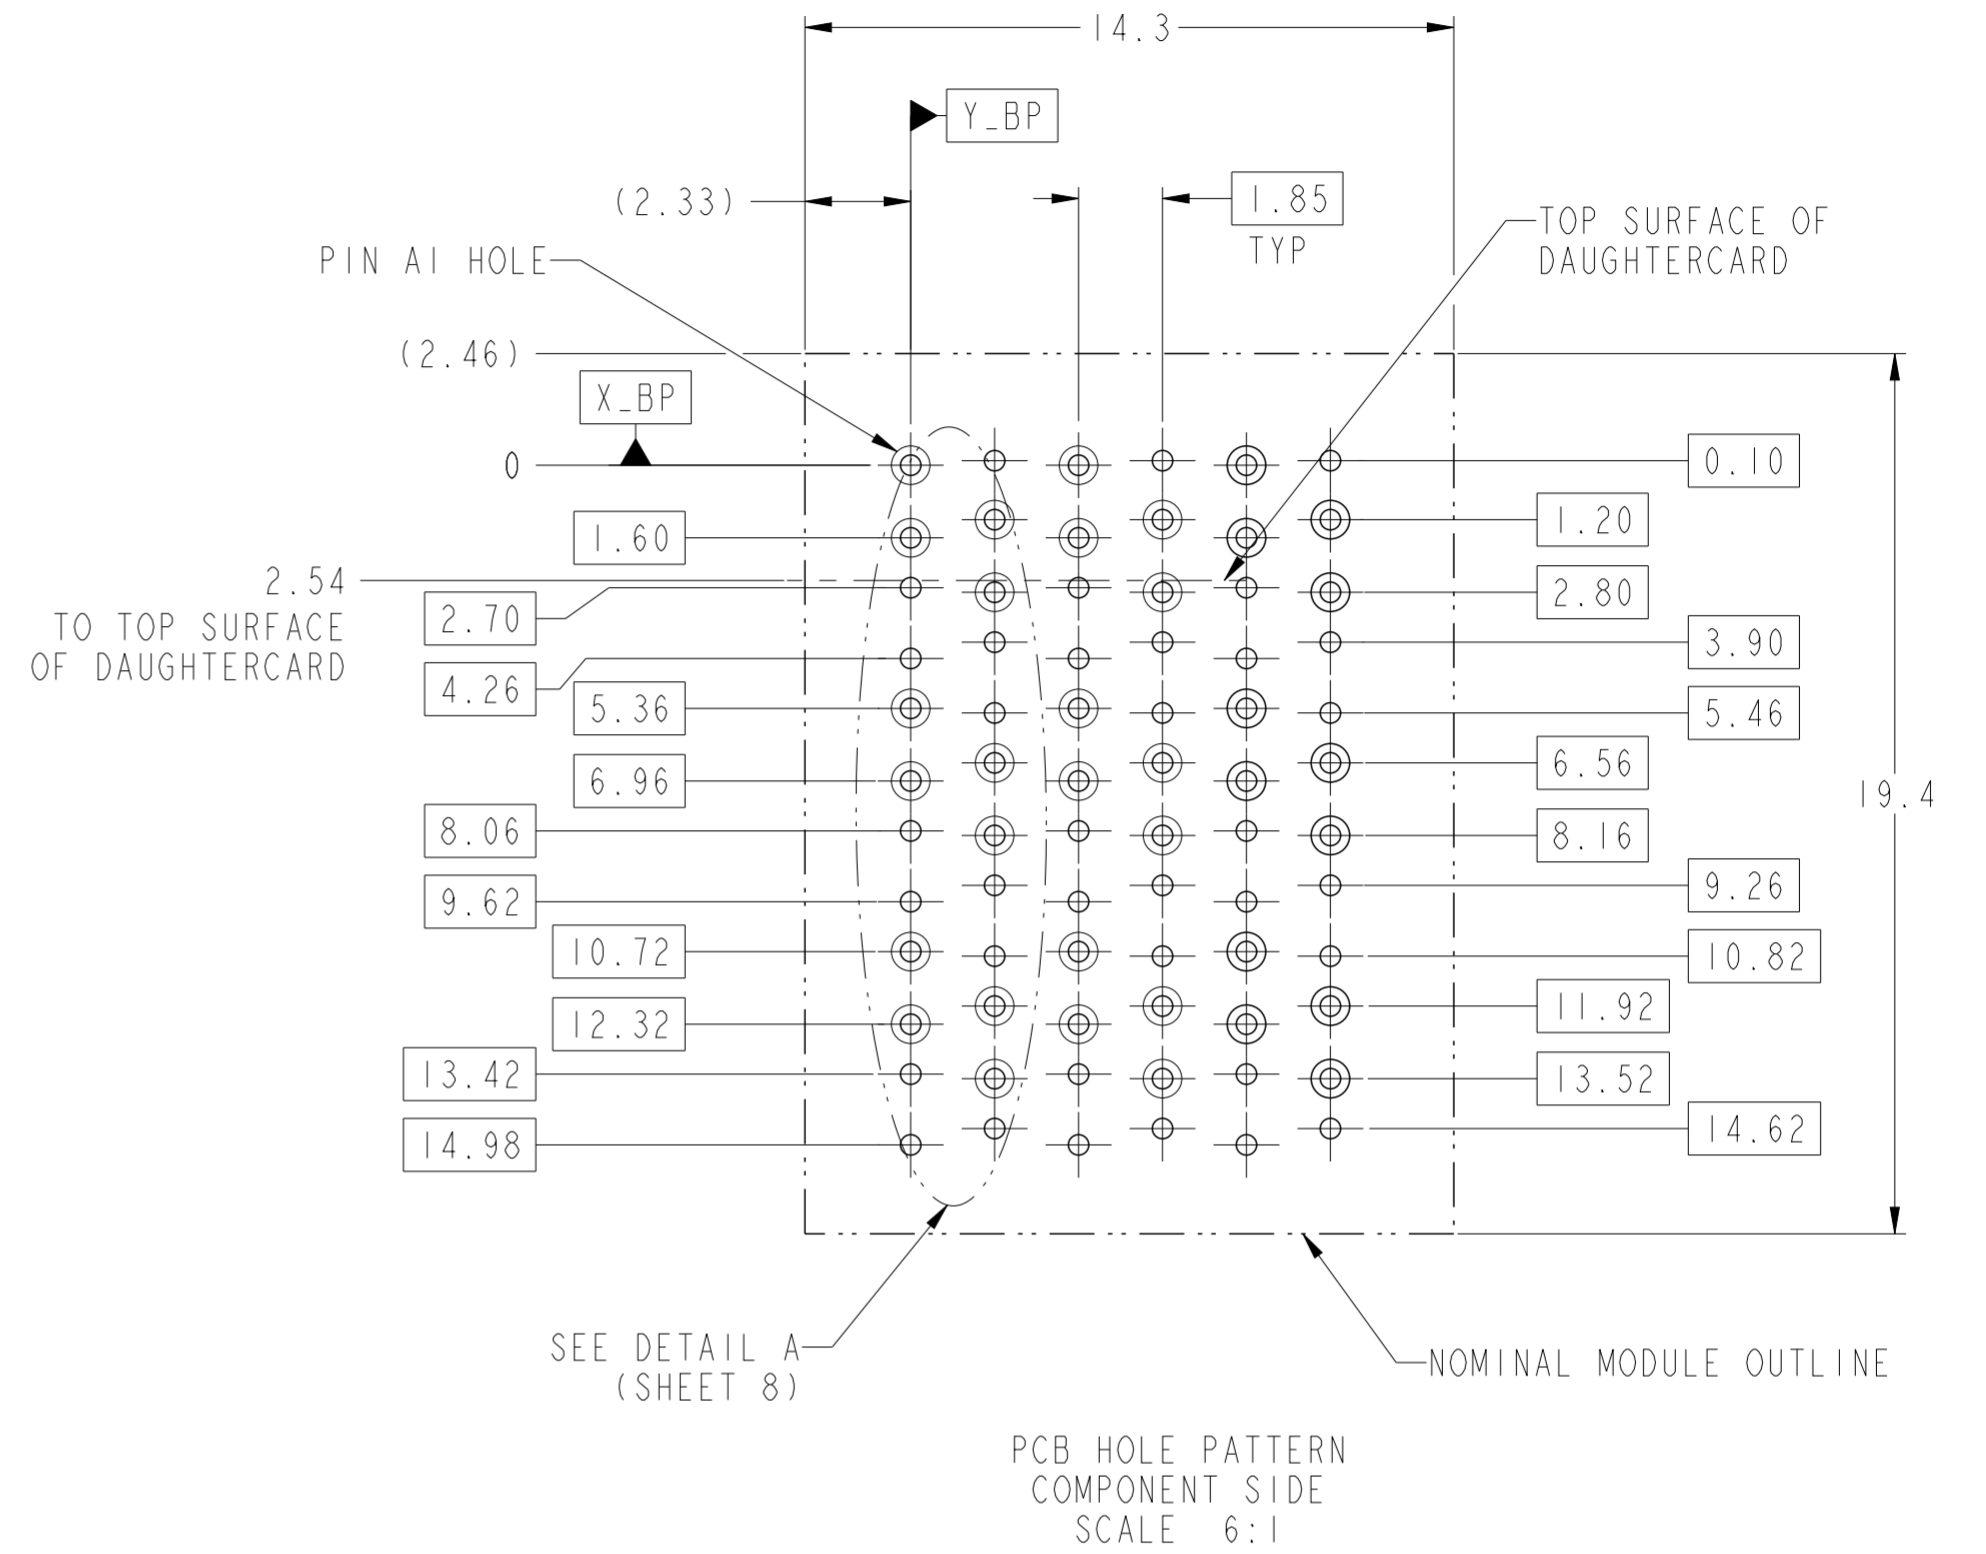 14.3
Y_BP
(2.33)
1.85
TYP
TOP SURFACE OF
DAUGHTERCARD
PIN A1 HOLE
(2.46)
X_BP
0
0.10
1.60
1.20
2.54
TO TOP SURFACE
OF DAUGHTERCARD
2.70
2.80
3.90
4.26
5.36
5.46
6.96
6.56
19.4
8.06
8.16
9.62
9.26
10.72
10.82
12.32
11.92
13.42
13.52
14.98
14.62
SEE DETAIL A
(SHEET 8)
NOMINAL MODULE OUTLINE
PCB HOLE PATTERN
COMPONENT SIDE
SCALE 6:1